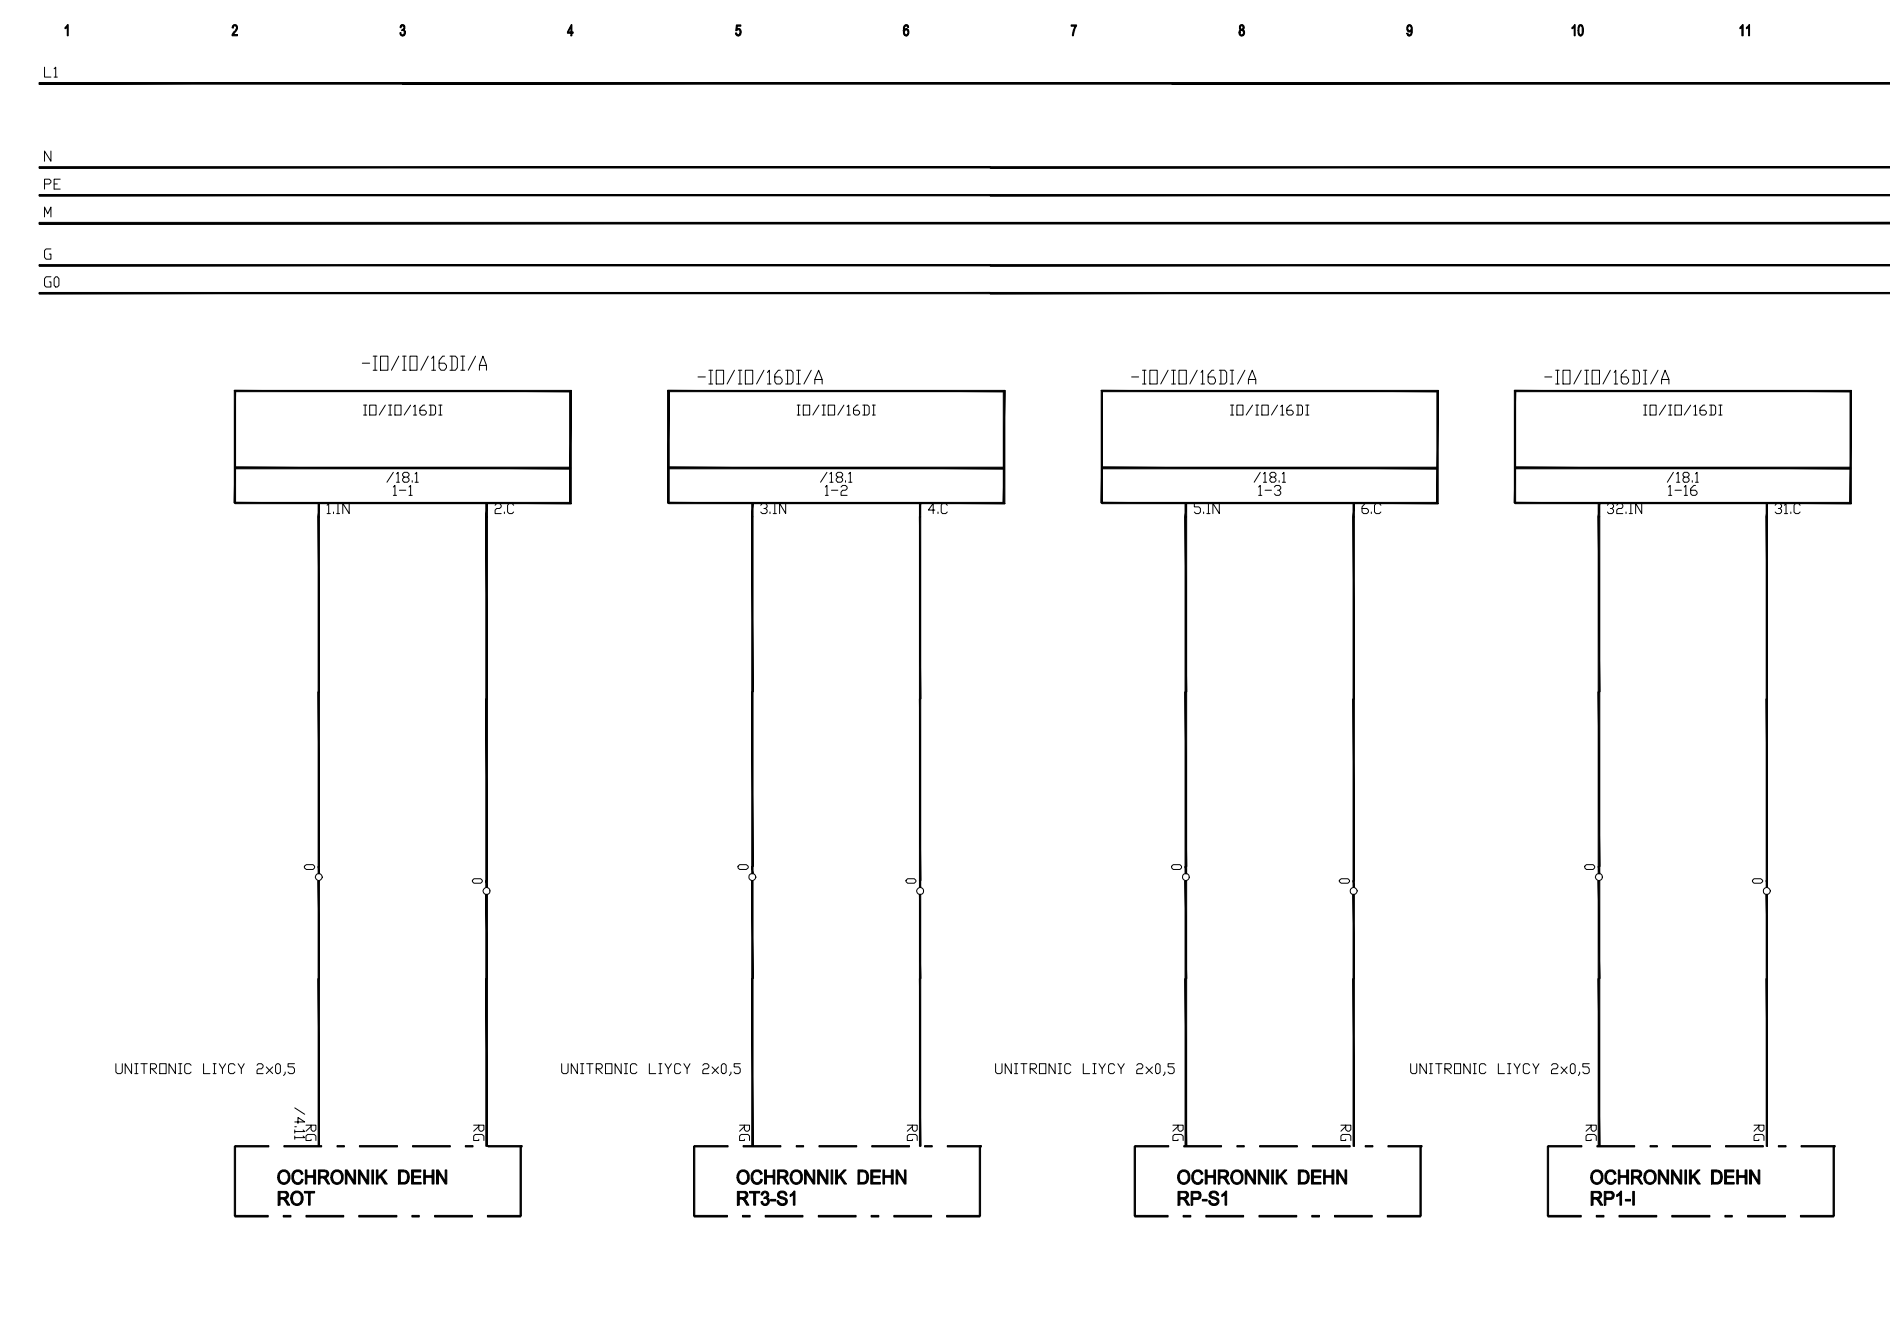 1 2 3 4 5 6 7 8 9 10 11
L1
N
PE
M
G
G0
-IO/IO/16DI/A -IO/IO/16DI/A -IO/IO/16DI/A -IO/IO/16DI/A
IO/IO/16DI IO/IO/16DI IO/IO/16DI IO/IO/16DI
/18.1 /18.1 /18.1 /18.1
1-1 1-2 1-3 1-16
1.IN 2.C 3.IN 4.C 5.IN 6.C 32.IN 31.C
0 0 0 0 0 0 0 0
UNITRONIC LIYCY 2x0,5 UNITRONIC LIYCY 2x0,5 UNITRONIC LIYCY 2x0,5 UNITRONIC LIYCY 2x0,5
/4.11 RG RG RG RG RG RG RG RG
OCHRONNIK DEHN OCHRONNIK DEHN OCHRONNIK DEHN OCHRONNIK DEHN
ROT RT3-S1 RP-S1 RP1-I